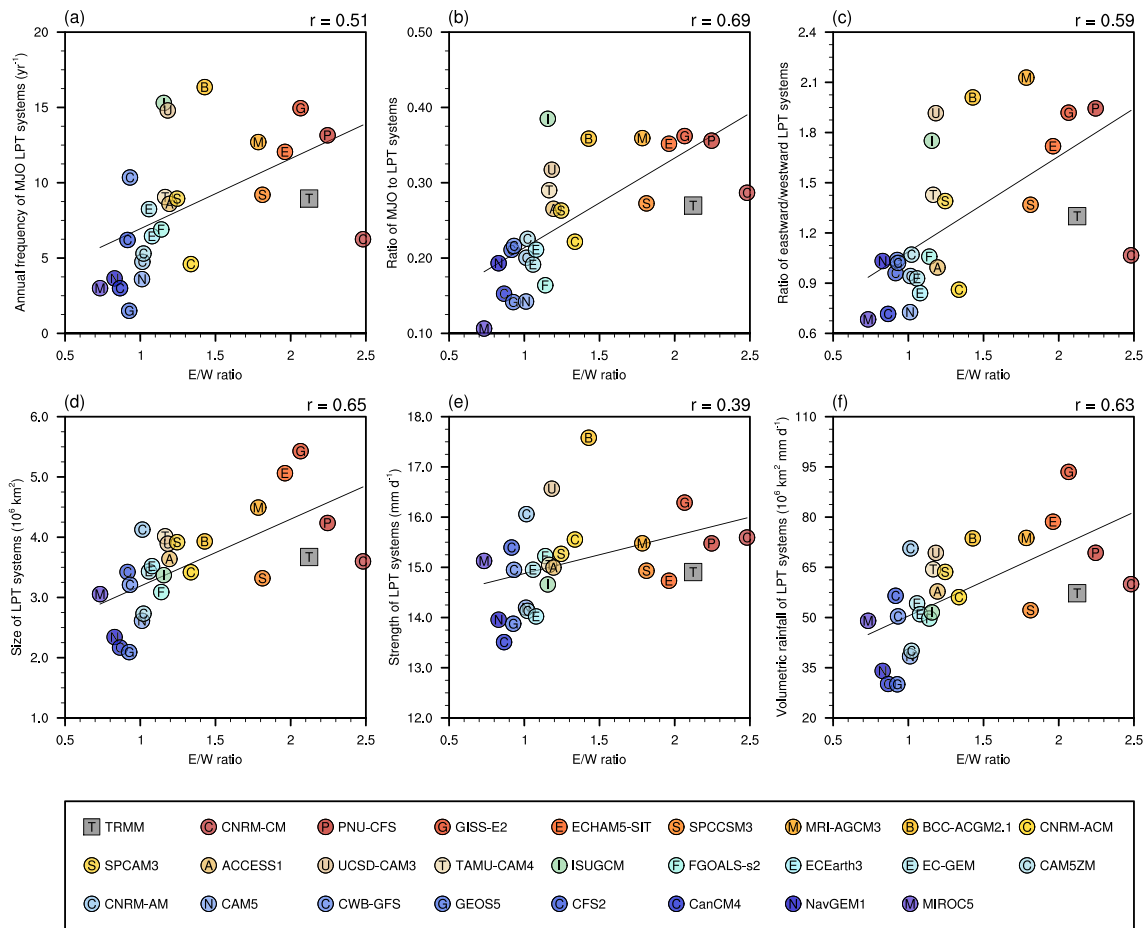 (a) r = 0.51
(b) r = 0.69
(c) r = 0.59
Annual frequency of MJO LPT systems (yr⁻¹)
20
15
10
5
0
0.5 1 1.5 2 2.5
E/W ratio
Ratio of MJO to LPT systems
0.50
0.40
0.30
0.20
0.10
0.5 1 1.5 2 2.5
E/W ratio
Ratio of eastward/westward LPT systems
2.4
2.1
1.8
1.5
1.2
0.9
0.6
0.5 1 1.5 2 2.5
E/W ratio
(d) r = 0.65
(e) r = 0.39
(f) r = 0.63
Size of LPT systems (10⁶ km²)
6.0
5.0
4.0
3.0
2.0
1.0
0.5 1 1.5 2 2.5
E/W ratio
Strength of LPT systems (mm d⁻¹)
18.0
17.0
16.0
15.0
14.0
13.0
12.0
0.5 1 1.5 2 2.5
E/W ratio
Volumetric rainfall of LPT systems (10⁶ km² mm d⁻¹)
110
95
80
65
50
35
20
0.5 1 1.5 2 2.5
E/W ratio
T TRMM C CNRM-CM P PNU-CFS G GISS-E2 E ECHAM5-SIT S SPCCSM3 M MRI-AGCM3 B BCC-ACGM2.1 C CNRM-ACM
S SPCAM3 A ACCESS1 U UCSD-CAM3 T TAMU-CAM4 I ISUGCM F FGOALS-s2 E ECEarth3 E EC-GEM C CAM5ZM
C CNRM-AM N CAM5 C CWB-GFS G GEOS5 C CFS2 C CanCM4 N NavGEM1 M MIROC5